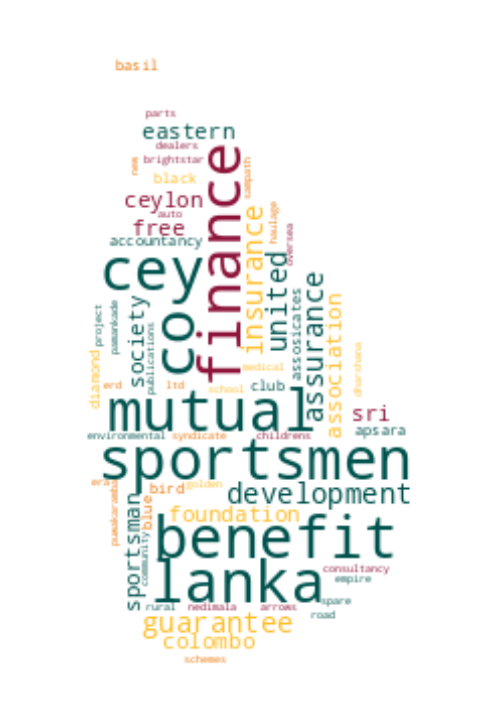 basil
parts
eastern
dealers
new
brightstar
sampath
black
ceylon
auto
free
haulage
accountancy
oversea
finance
cey
insurance
united
co
society
assurance
association
assosicates
project
pamankade
publications
diamond
dharshana
medical
erd
ltd
school
club
mutual
sri
apsara
environmental
syndicate
childrens
sportsmen
era
bird
golden
development
puwakaramba
sportsman
blue
foundation
community
benefit
lanka
consultancy
empire
spare
rural
nedimala
arrows
road
guarantee
colombo
schemes